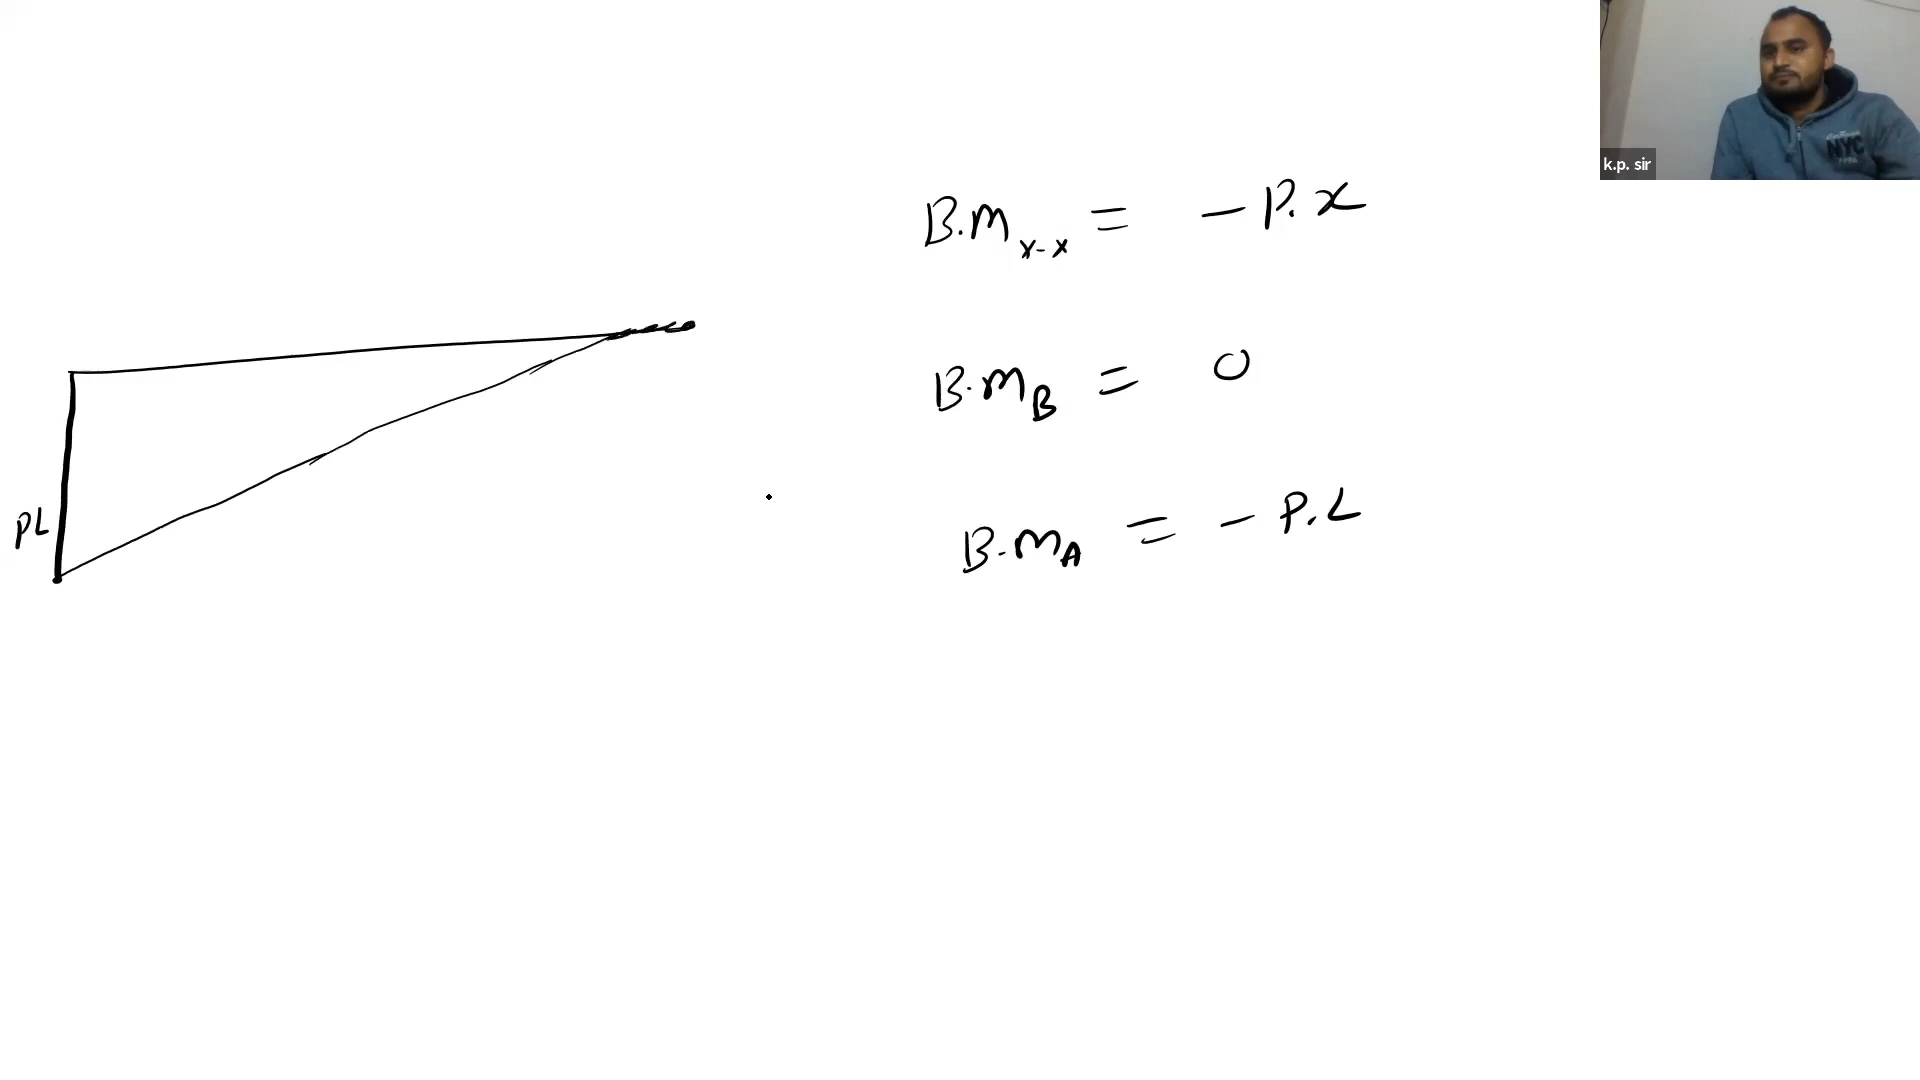 k.p. sir
NYC
B.M x-x = - P.x
B.M B = 0
PL
B.M A = - P.L